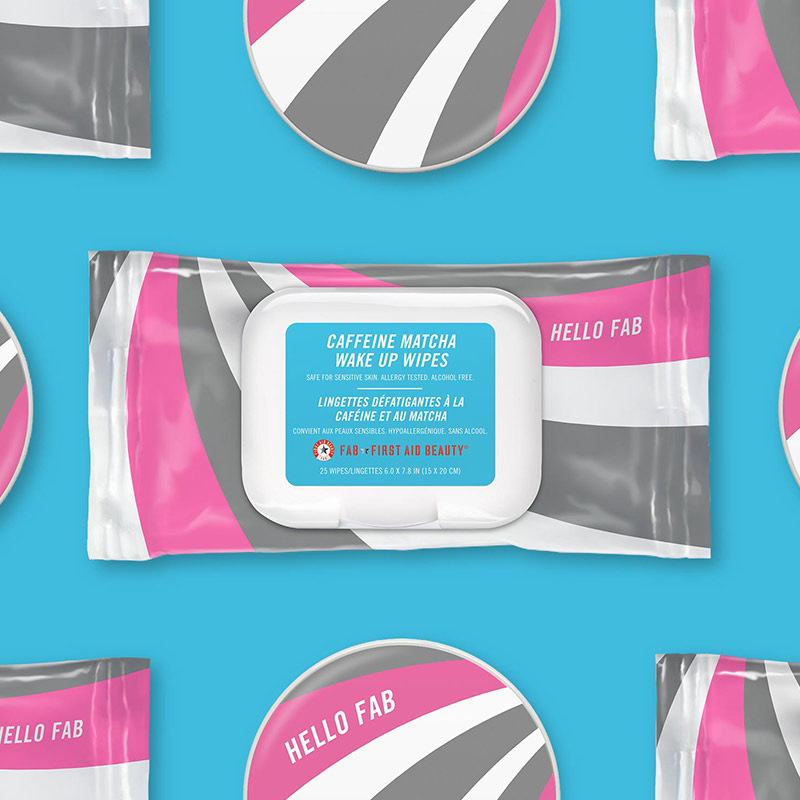 HELLO FAB
CAFFEINE MATCHA
WAKE UP WIPES
SAFE FOR SENSITIVE SKIN. ALLERGY TESTED. ALCOHOL FREE.
LINGETTES DÉFATIGANTES À LA
CAFÉINE ET AU MATCHA
CONVIENT AUX PEAUX SENSIBLES. HYPOALLERGÉNIQUE. SANS ALCOOL.
FAB FIRST AID BEAUTY®
25 WIPES/LINGETTES 6.0 X 7.8 IN (15 X 20 CM)
HELLO FAB
HELLO FAB